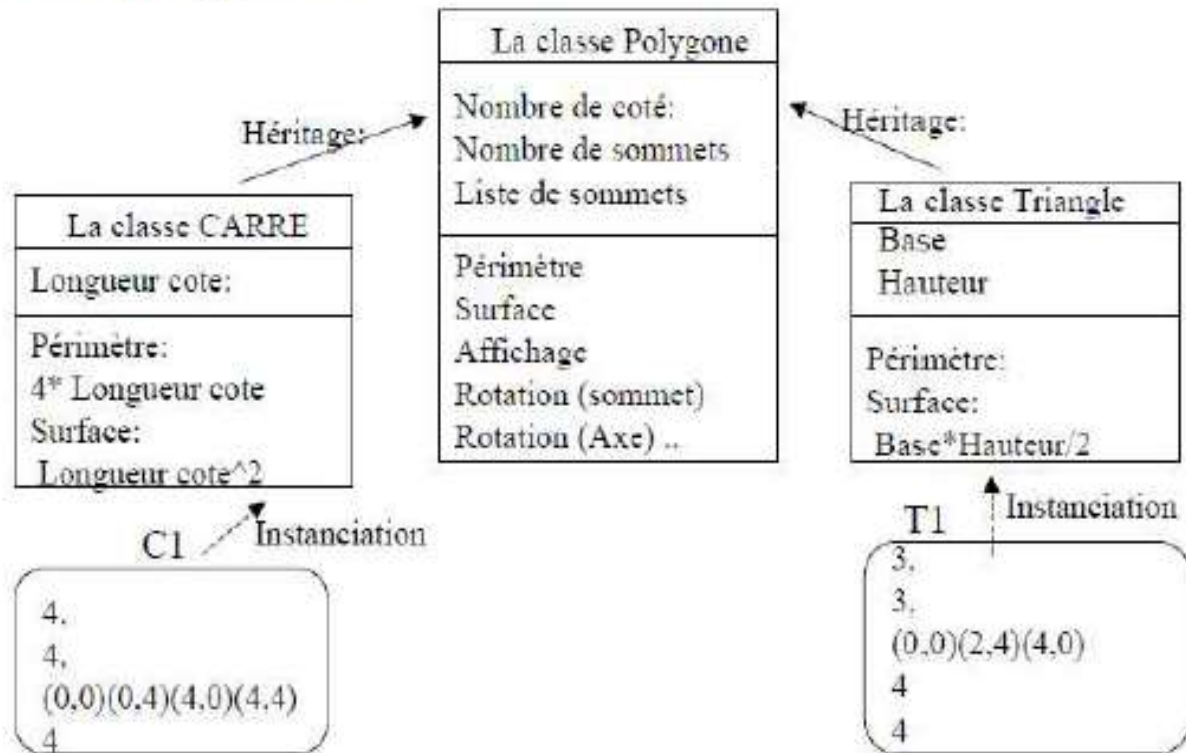 La classe Polygone
Nombre de coté:
Nombre de sommets
Liste de sommets
Périmètre
Surface
Affichage
Rotation (sommet)
Rotation (Axe) ..
Héritage:
Héritage:
La classe CARRE
Longueur cote:
Périmètre:
4* Longueur cote
Surface:
Longueur cote^2
La classe Triangle
Base
Hauteur
Périmètre:
Surface:
Base*Hauteur/2
C1
Instanciation
4,
4,
(0,0)(0,4)(4,0)(4,4)
4
T1
Instanciation
3,
3,
(0,0)(2,4)(4,0)
4
4